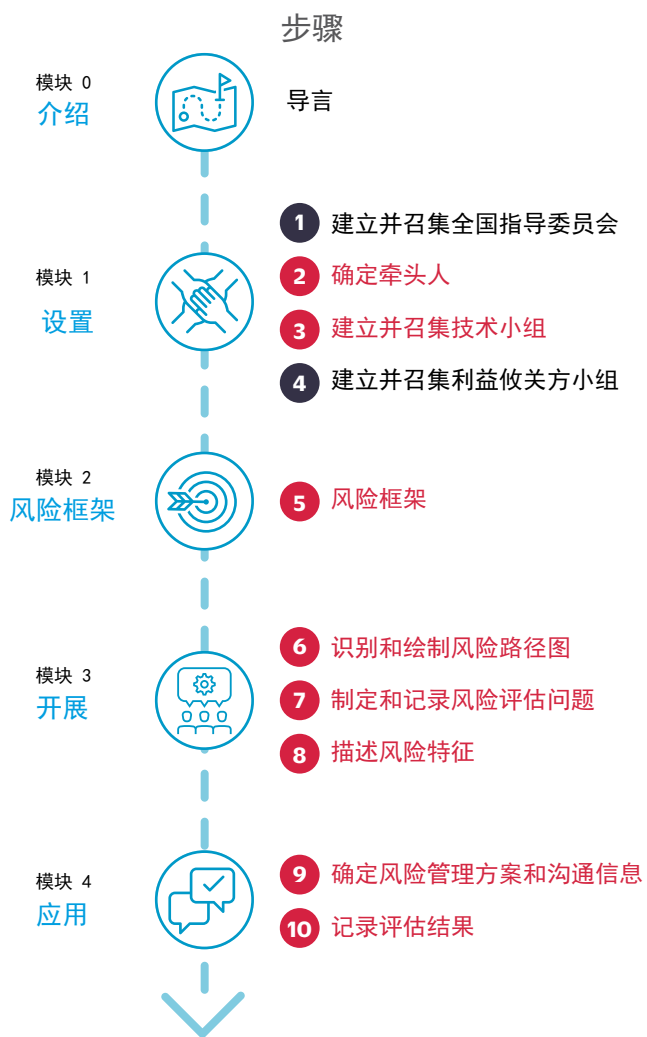 步骤
模块 0
介绍
导言
模块 1
设置
1 建立并召集全国指导委员会
2 确定牵头人
3 建立并召集技术小组
4 建立并召集利益攸关方小组
模块 2
风险框架
5 风险框架
模块 3
开展
6 识别和绘制风险路径图
7 制定和记录风险评估问题
8 描述风险特征
模块 4
应用
9 确定风险管理方案和沟通信息
10 记录评估结果